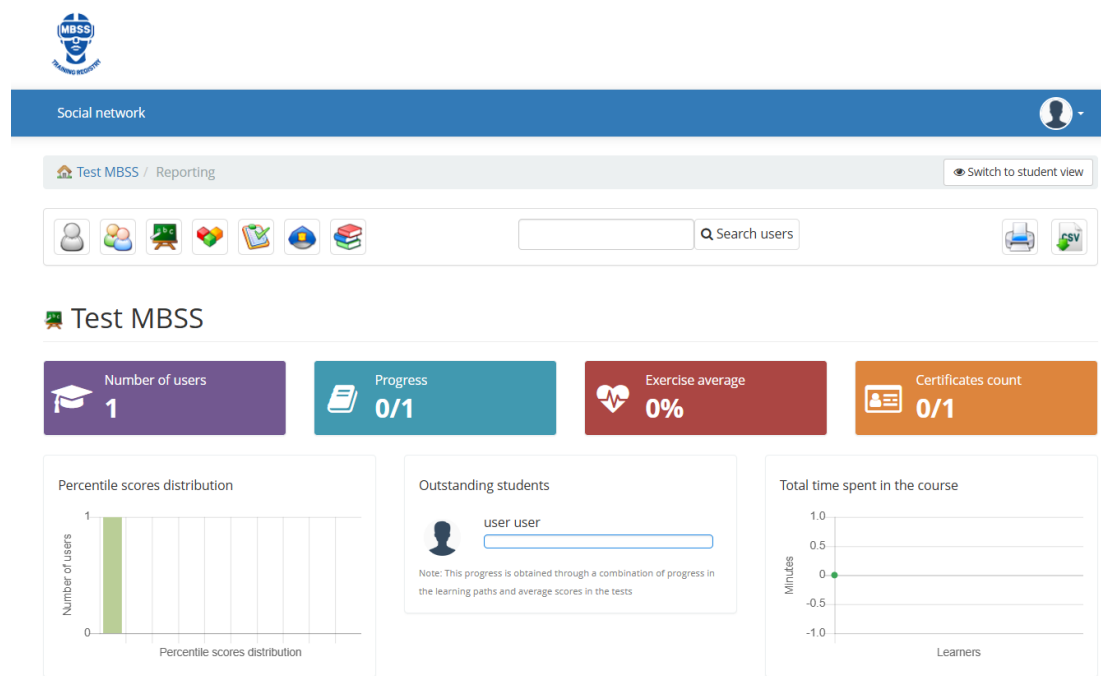 MBSS
TRAINING REGISTRY
Social network
Test MBSS / Reporting
Switch to student view
Search users
CSV
Test MBSS
Number of users
1
Progress
0/1
Exercise average
0%
Certificates count
0/1
Percentile scores distribution
1
0
Number of users
Percentile scores distribution
Outstanding students
user user
Note: This progress is obtained through a combination of progress in
the learning paths and average scores in the tests
Total time spent in the course
1.0
0.5
0
-0.5
-1.0
Minutes
Learners